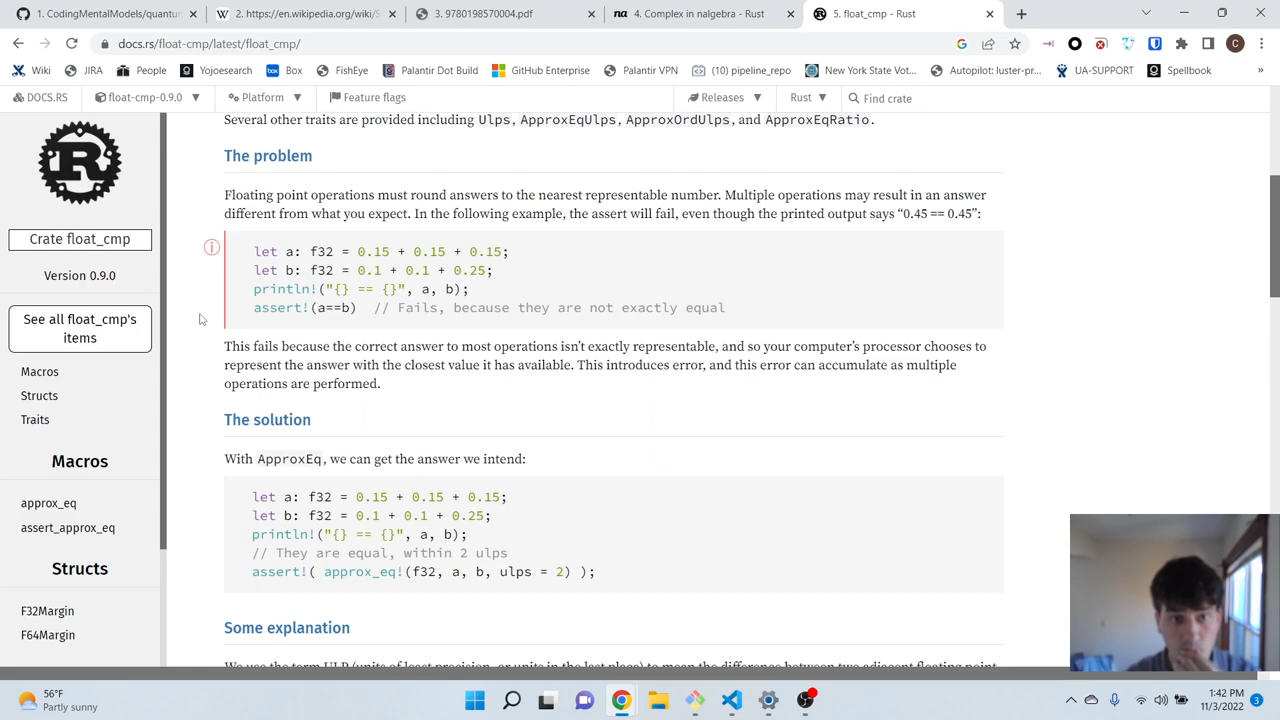 1. CodingMentalModels/quantum
2. https://en.wikipedia.org/wiki/S
3. 9780198570004.pdf
na 4. Complex in nalgebra - Rust
5. float_cmp - Rust
docs.rs/float-cmp/latest/float_cmp/
Wiki JIRA People Yojoesearch Box FishEye Palantir Dot Build GitHub Enterprise Palantir VPN (10) pipeline_repo New York State Vot... Autopilot: luster-pr... UA-SUPPORT Spellbook »
DOCS.RS float-cmp-0.9.0 Platform Feature flags Releases Rust Find crate
Several other traits are provided including Ulps, ApproxEqUlps, ApproxOrdUlps, and ApproxEqRatio.
The problem
Floating point operations must round answers to the nearest representable number. Multiple operations may result in an answer
different from what you expect. In the following example, the assert will fail, even though the printed output says “0.45 == 0.45”:
let a: f32 = 0.15 + 0.15 + 0.15;
let b: f32 = 0.1 + 0.1 + 0.25;
println!("{} == {}", a, b);
assert!(a==b) // Fails, because they are not exactly equal
This fails because the correct answer to most operations isn’t exactly representable, and so your computer’s processor chooses to
represent the answer with the closest value it has available. This introduces error, and this error can accumulate as multiple
operations are performed.
The solution
With ApproxEq, we can get the answer we intend:
let a: f32 = 0.15 + 0.15 + 0.15;
let b: f32 = 0.1 + 0.1 + 0.25;
println!("{} == {}", a, b);
// They are equal, within 2 ulps
assert!( approx_eq!(f32, a, b, ulps = 2) );
Some explanation
We use the term ULP (units of least precision, or units in the last place) to mean the difference between two adjacent floating point
Crate float_cmp
Version 0.9.0
See all float_cmp's
items
Macros
Structs
Traits
Macros
approx_eq
assert_approx_eq
Structs
F32Margin
F64Margin
56°F
Partly sunny
1:42 PM
11/3/2022
3